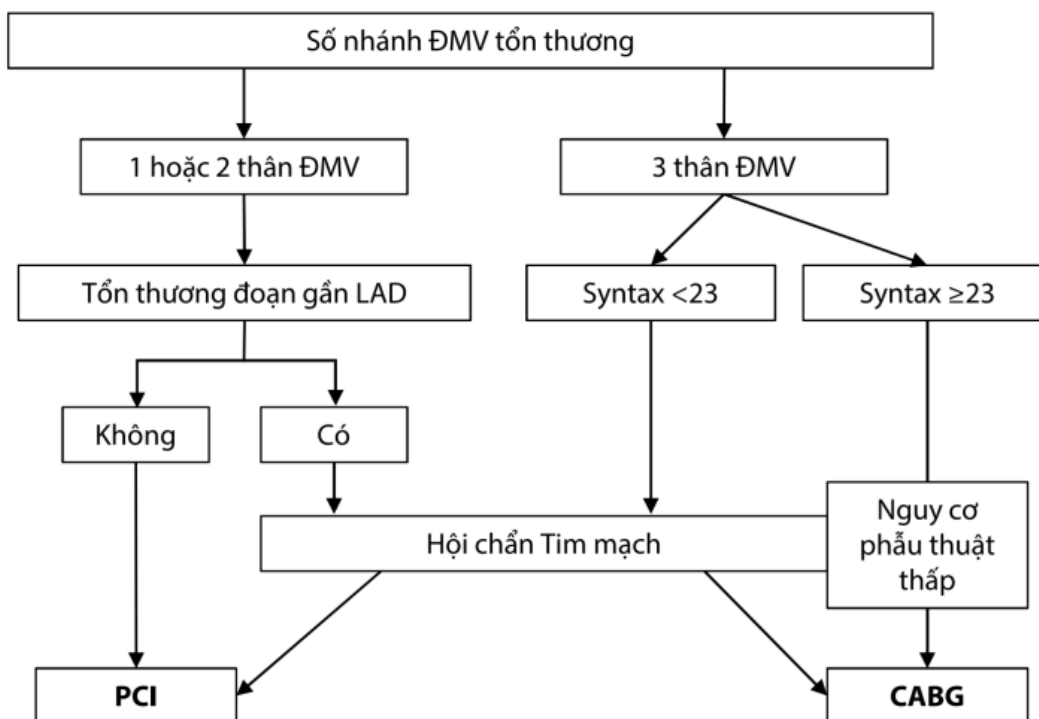 Số nhánh ĐMV tổn thương
1 hoặc 2 thân ĐMV
3 thân ĐMV
Tổn thương đoạn gần LAD
Syntax <23
Syntax ≥23
Không
Có
Hội chẩn Tim mạch
Nguy cơ
phẫu thuật
thấp
PCI
CABG